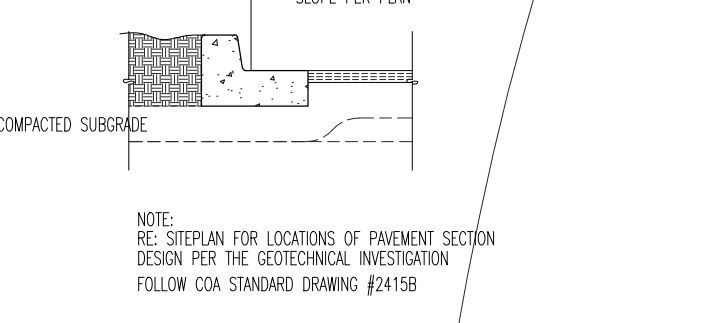 SLOPE PER PLAN
COMPACTED SUBGRADE
NOTE:
RE: SITEPLAN FOR LOCATIONS OF PAVEMENT SECTION
DESIGN PER THE GEOTECHNICAL INVESTIGATION
FOLLOW COA STANDARD DRAWING #2415B